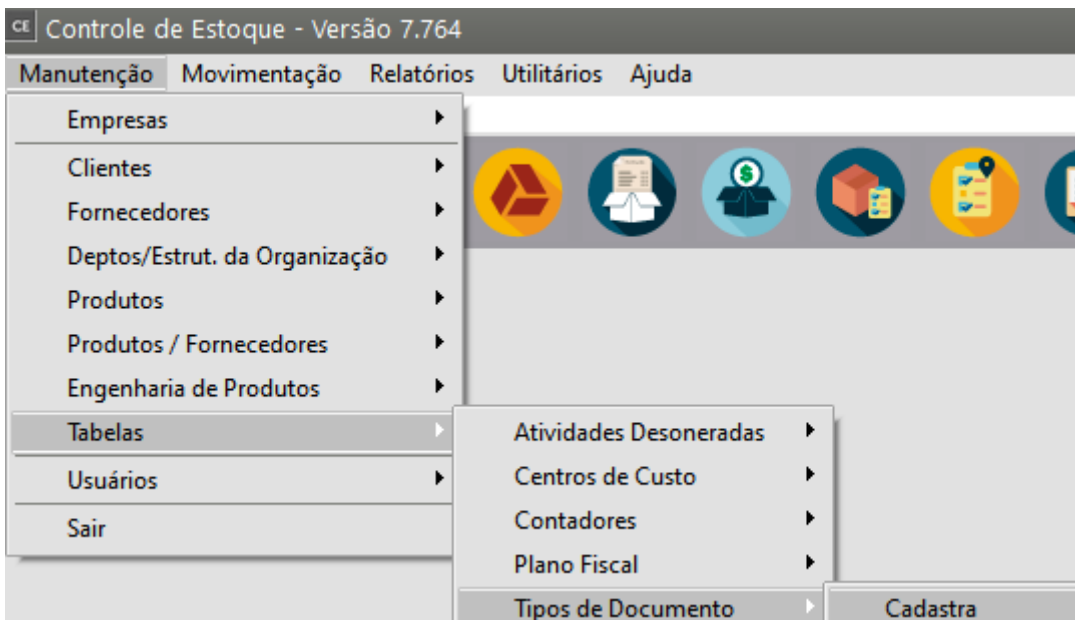 CE Controle de Estoque - Versão 7.764
Manutenção Movimentação Relatórios Utilitários Ajuda
Empresas
Clientes
Fornecedores
Deptos/Estrut. da Organização
Produtos
Produtos / Fornecedores
Engenharia de Produtos
Tabelas
Usuários
Sair
Atividades Desoneradas
Centros de Custo
Contadores
Plano Fiscal
Tipos de Documento
Cadastra